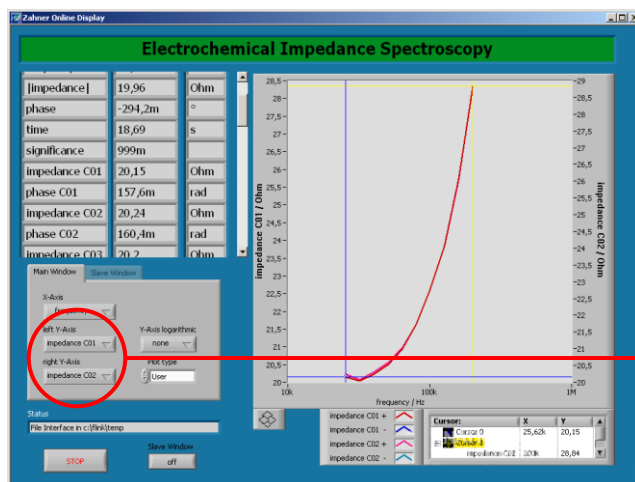 Zahner Online Display
Electrochemical Impedance Spectroscopy
|impedance| 19,96 Ohm
phase -294,2m °
time 18,69 s
significance 999m
impedance C01 20,15 Ohm
phase C01 157,6m rad
impedance C02 20,24 Ohm
phase C02 160,4m rad
impedance C03 20,2 Ohm
Main Window Slave Window
X-Axis
frequency
left Y-Axis Y-Axis logarithmic
impedance C01 none
right Y-Axis Plot type
impedance C02 User
Status
File Interface in c:\flink\temp
Slave Window
STOP off
impedance C01 / Ohm
28,5
28
27,5
27
26,5
26
25,5
25
24,5
24
23,5
23
22,5
22
21,5
21
20,5
20
10k 100k 1M
frequency / Hz
29
28,5
28
27,5
27
26,5
26
25,5
25
24,5
24
23,5
23
22,5
22
21,5
21
20,5
20
impedance C02 / Ohm
impedance C01 +
impedance C01 -
impedance C02 +
impedance C02 -
Cursor: X Y
Cursor 0 25,62k 20,15
impedance C02 200k 28,84